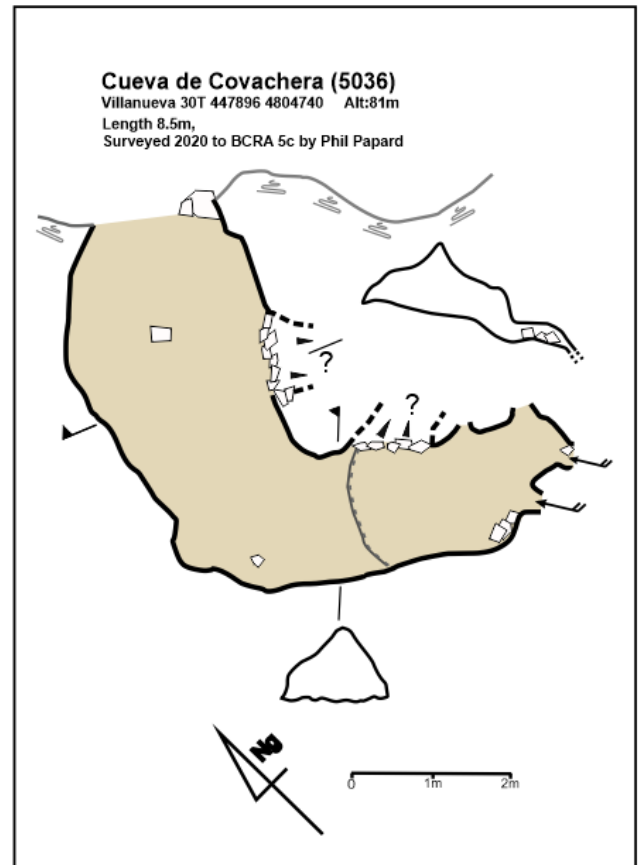 Cueva de Covachera (5036)
Villanueva 30T 447896 4804740 Alt:81m
Length 8.5m,
Surveyed 2020 to BCRA 5c by Phil Papard
?
?
Ng
0 1m 2m